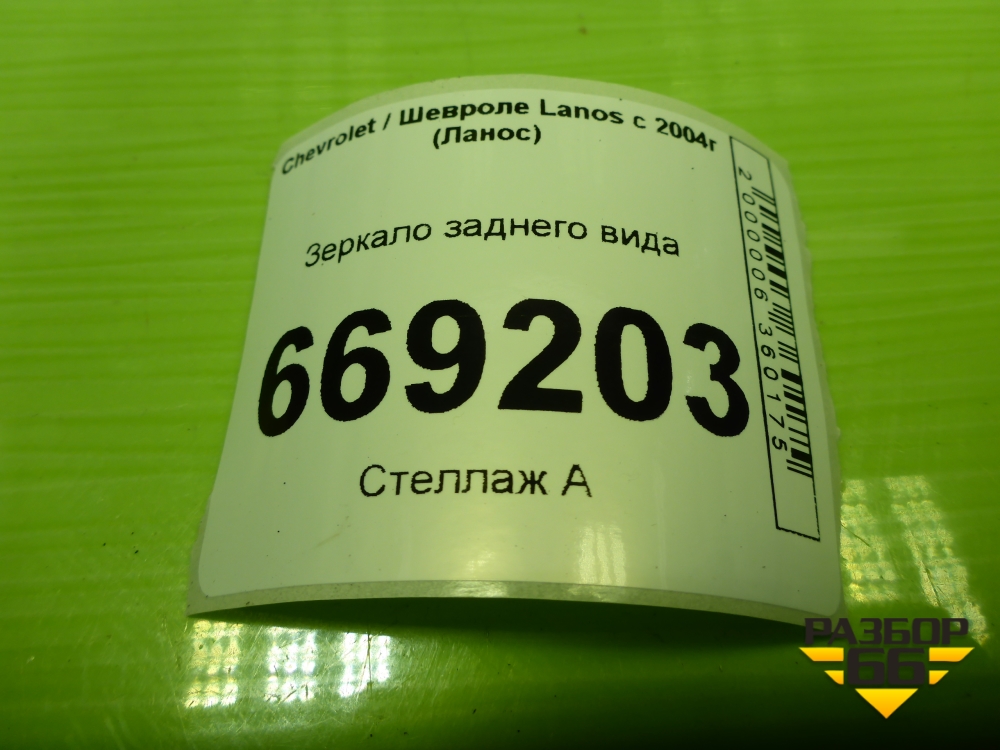 Chevrolet / Шевроле Lanos с 2004г
(Ланос)
Зеркало заднего вида
669203
Стеллаж А
2000006360175
РАЗБОР
66